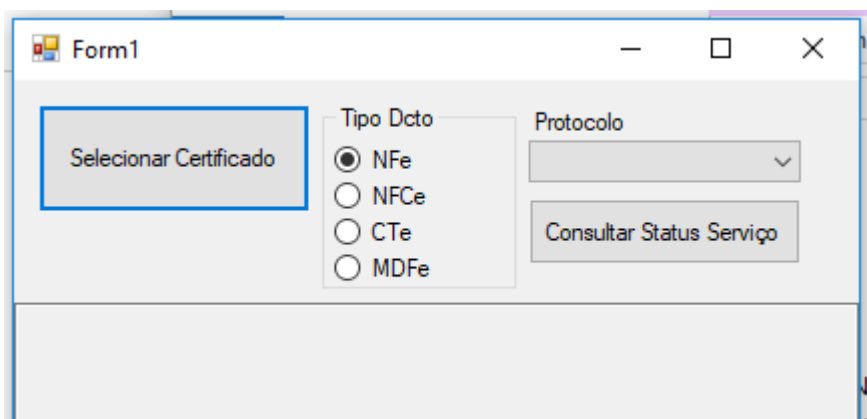 Form1
Selecionar Certificado
Tipo Dcto
NFe
NFCe
CTe
MDFe
Protocolo
Consultar Status Serviço